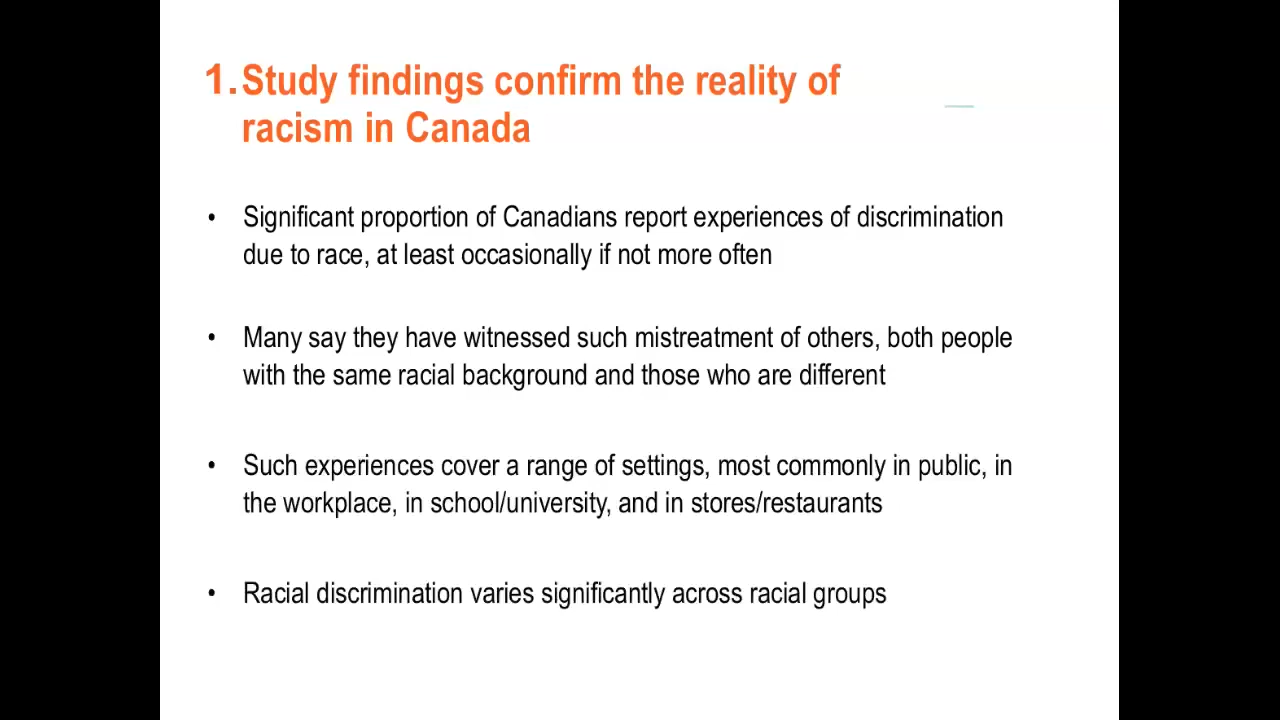 1. Study findings confirm the reality of
racism in Canada
• Significant proportion of Canadians report experiences of discrimination
due to race, at least occasionally if not more often
• Many say they have witnessed such mistreatment of others, both people
with the same racial background and those who are different
• Such experiences cover a range of settings, most commonly in public, in
the workplace, in school/university, and in stores/restaurants
• Racial discrimination varies significantly across racial groups